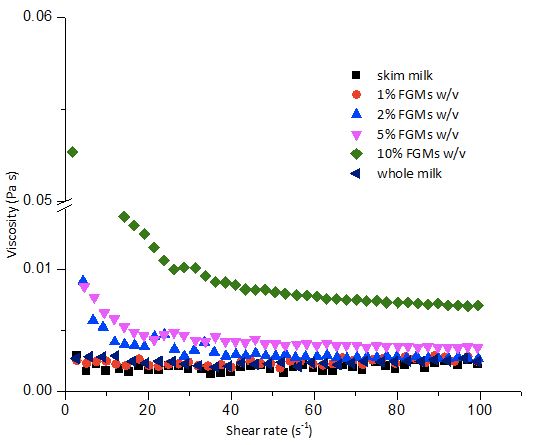 0.06
skim milk
1% FGMs w/v
2% FGMs w/v
5% FGMs w/v
10% FGMs w/v
whole milk
Viscosity (Pa s)
0.05
0.01
0.00
0 20 40 60 80 100
Shear rate (s⁻¹)